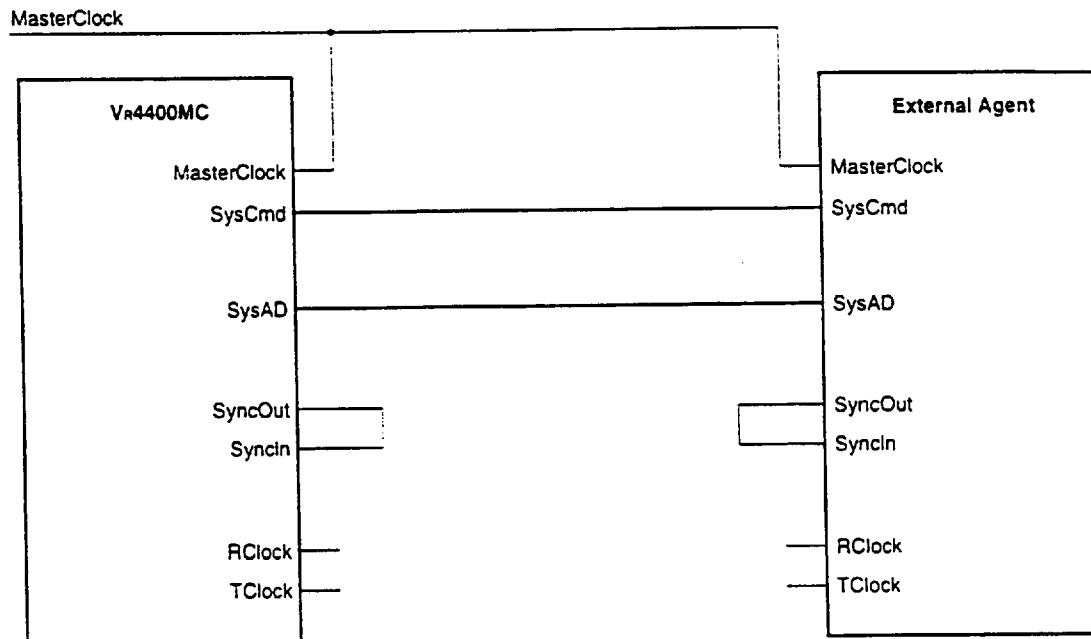 MasterClock
VR4400MC
MasterClock
SysCmd
SysAD
SyncOut
SyncIn
RClock
TClock
External Agent
MasterClock
SysCmd
SysAD
SyncOut
SyncIn
RClock
TClock